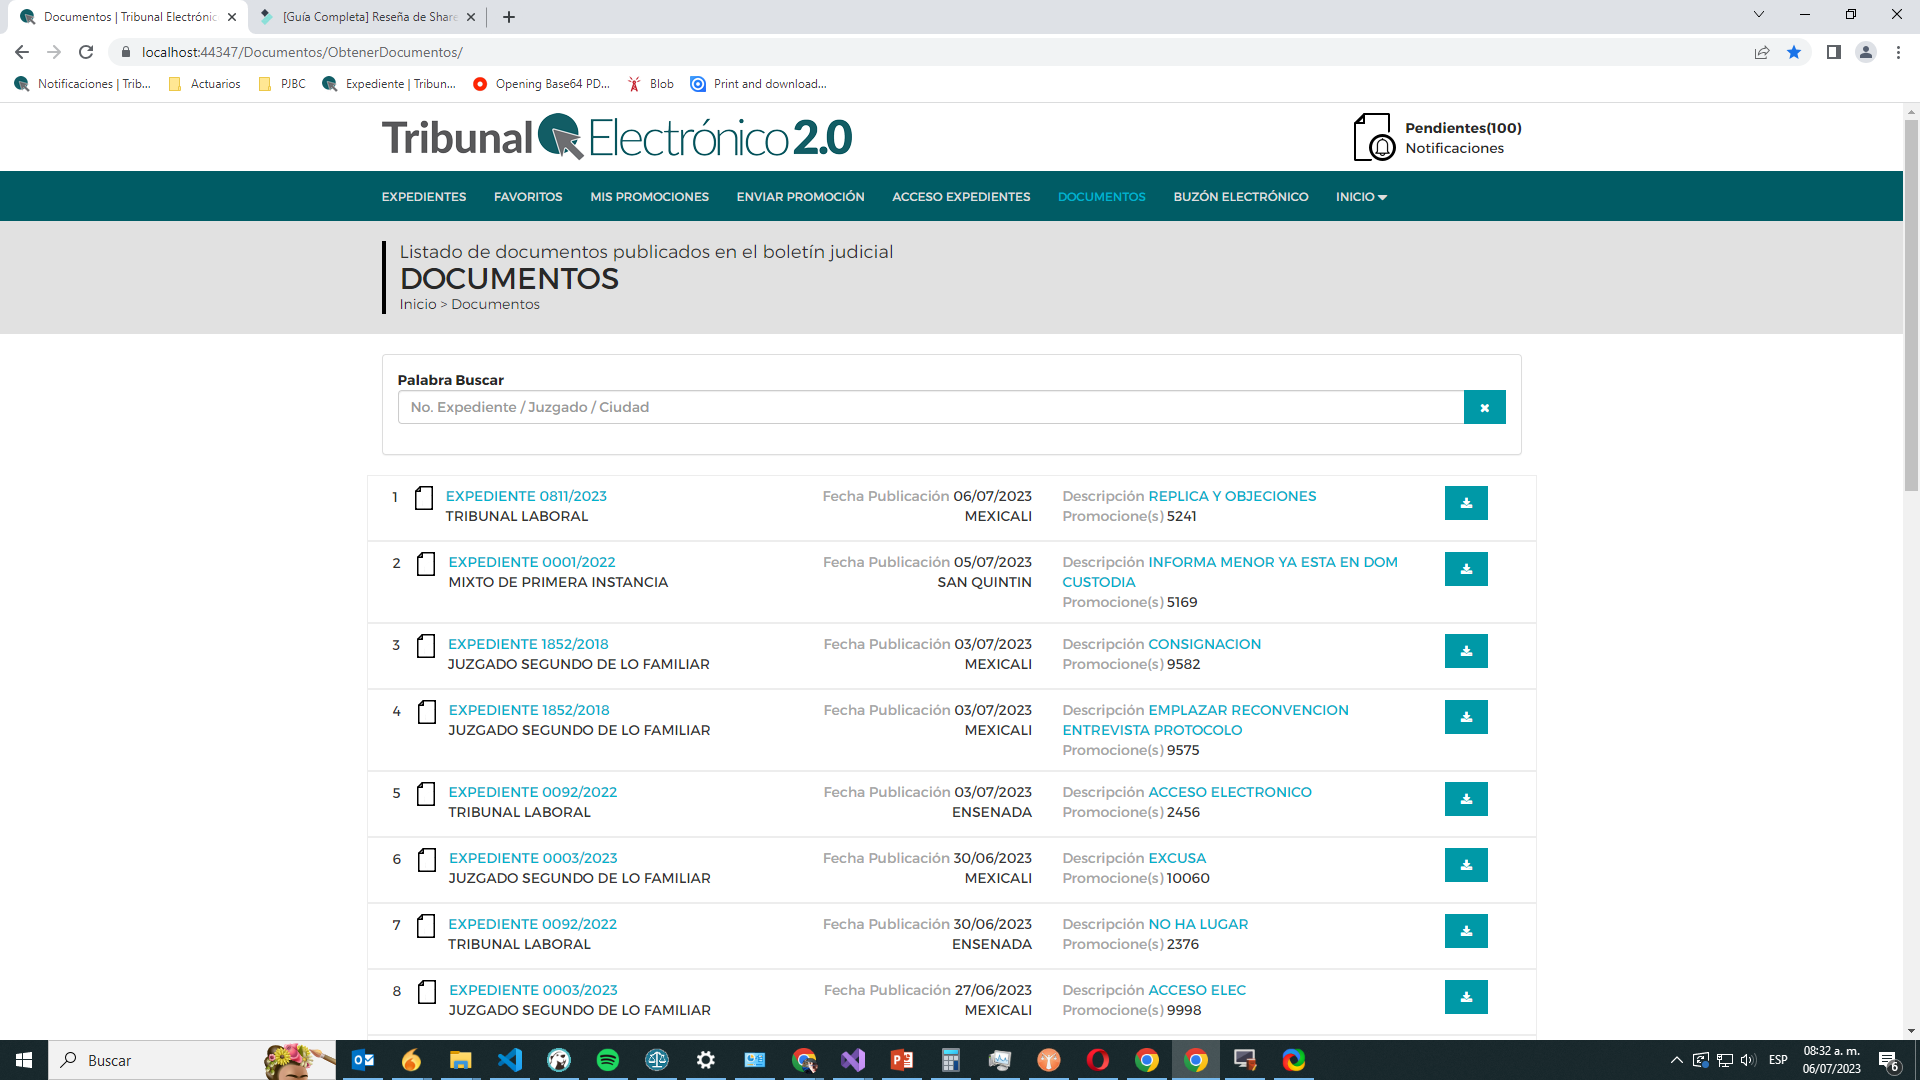 Documentos | Tribunal Electrónic
[Guía Completa] Reseña de Share
localhost:44347/Documentos/ObtenerDocumentos/
Notificaciones | Trib...
Actuarios
PJBC
Expediente | Tribun...
Opening Base64 PD...
Blob
Print and download...
Tribunal Electrónico 2.0
Pendientes(100)
Notificaciones
EXPEDIENTES
FAVORITOS
MIS PROMOCIONES
ENVIAR PROMOCIÓN
ACCESO EXPEDIENTES
DOCUMENTOS
BUZÓN ELECTRÓNICO
INICIO
Listado de documentos publicados en el boletín judicial
DOCUMENTOS
Inicio > Documentos
Palabra Buscar
No. Expediente / Juzgado / Ciudad
1 EXPEDIENTE 0811/2023 Fecha Publicación 06/07/2023 Descripción REPLICA Y OBJECIONES
TRIBUNAL LABORAL MEXICALI Promocione(s) 5241
2 EXPEDIENTE 0001/2022 Fecha Publicación 05/07/2023 Descripción INFORMA MENOR YA ESTA EN DOM
MIXTO DE PRIMERA INSTANCIA SAN QUINTIN CUSTODIA
Promocione(s) 5169
3 EXPEDIENTE 1852/2018 Fecha Publicación 03/07/2023 Descripción CONSIGNACION
JUZGADO SEGUNDO DE LO FAMILIAR MEXICALI Promocione(s) 9582
4 EXPEDIENTE 1852/2018 Fecha Publicación 03/07/2023 Descripción EMPLAZAR RECONVENCION
JUZGADO SEGUNDO DE LO FAMILIAR MEXICALI ENTREVISTA PROTOCOLO
Promocione(s) 9575
5 EXPEDIENTE 0092/2022 Fecha Publicación 03/07/2023 Descripción ACCESO ELECTRONICO
TRIBUNAL LABORAL ENSENADA Promocione(s) 2456
6 EXPEDIENTE 0003/2023 Fecha Publicación 30/06/2023 Descripción EXCUSA
JUZGADO SEGUNDO DE LO FAMILIAR MEXICALI Promocione(s) 10060
7 EXPEDIENTE 0092/2022 Fecha Publicación 30/06/2023 Descripción NO HA LUGAR
TRIBUNAL LABORAL ENSENADA Promocione(s) 2376
8 EXPEDIENTE 0003/2023 Fecha Publicación 27/06/2023 Descripción ACCESO ELEC
JUZGADO SEGUNDO DE LO FAMILIAR MEXICALI Promocione(s) 9998
Buscar
ESP
08:32 a. m.
06/07/2023
6